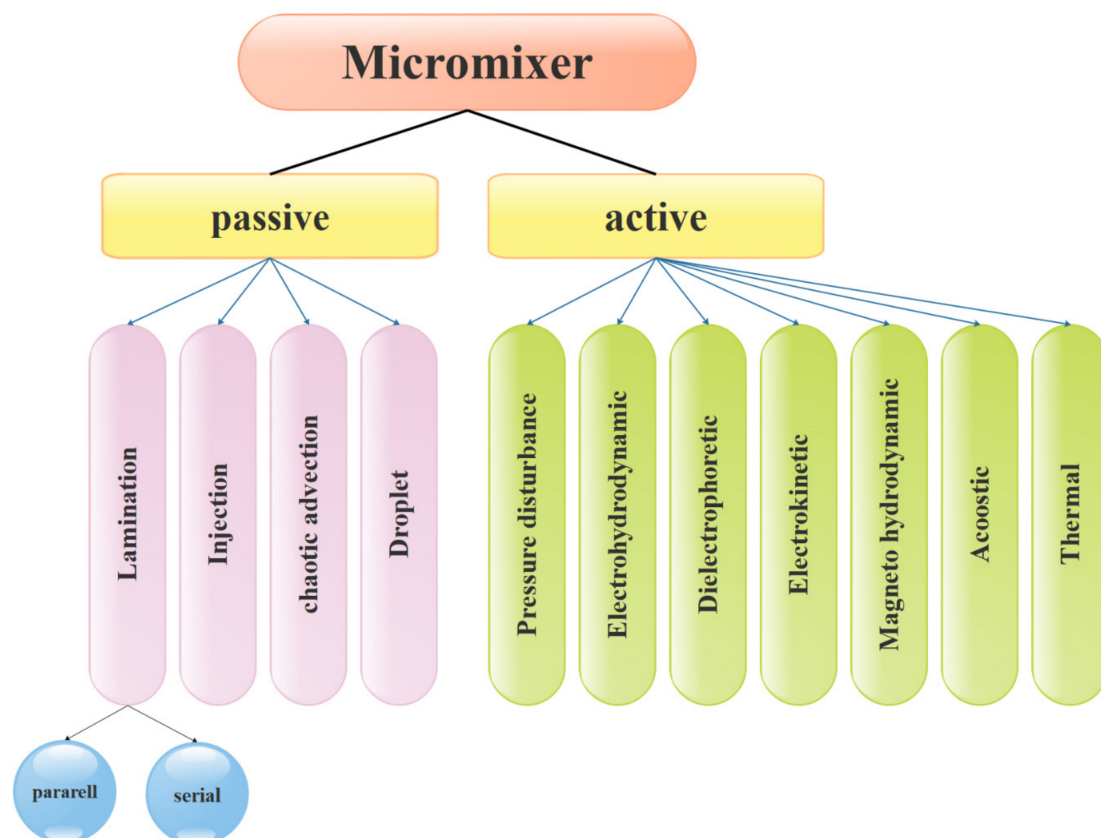 Micromixer
passive
active
Lamination
Injection
chaotic advection
Droplet
Pressure disturbance
Electrohydrodynamic
Dielectrophoretic
Electrokinetic
Magneto hydrodynamic
Acoostic
Thermal
pararell
serial